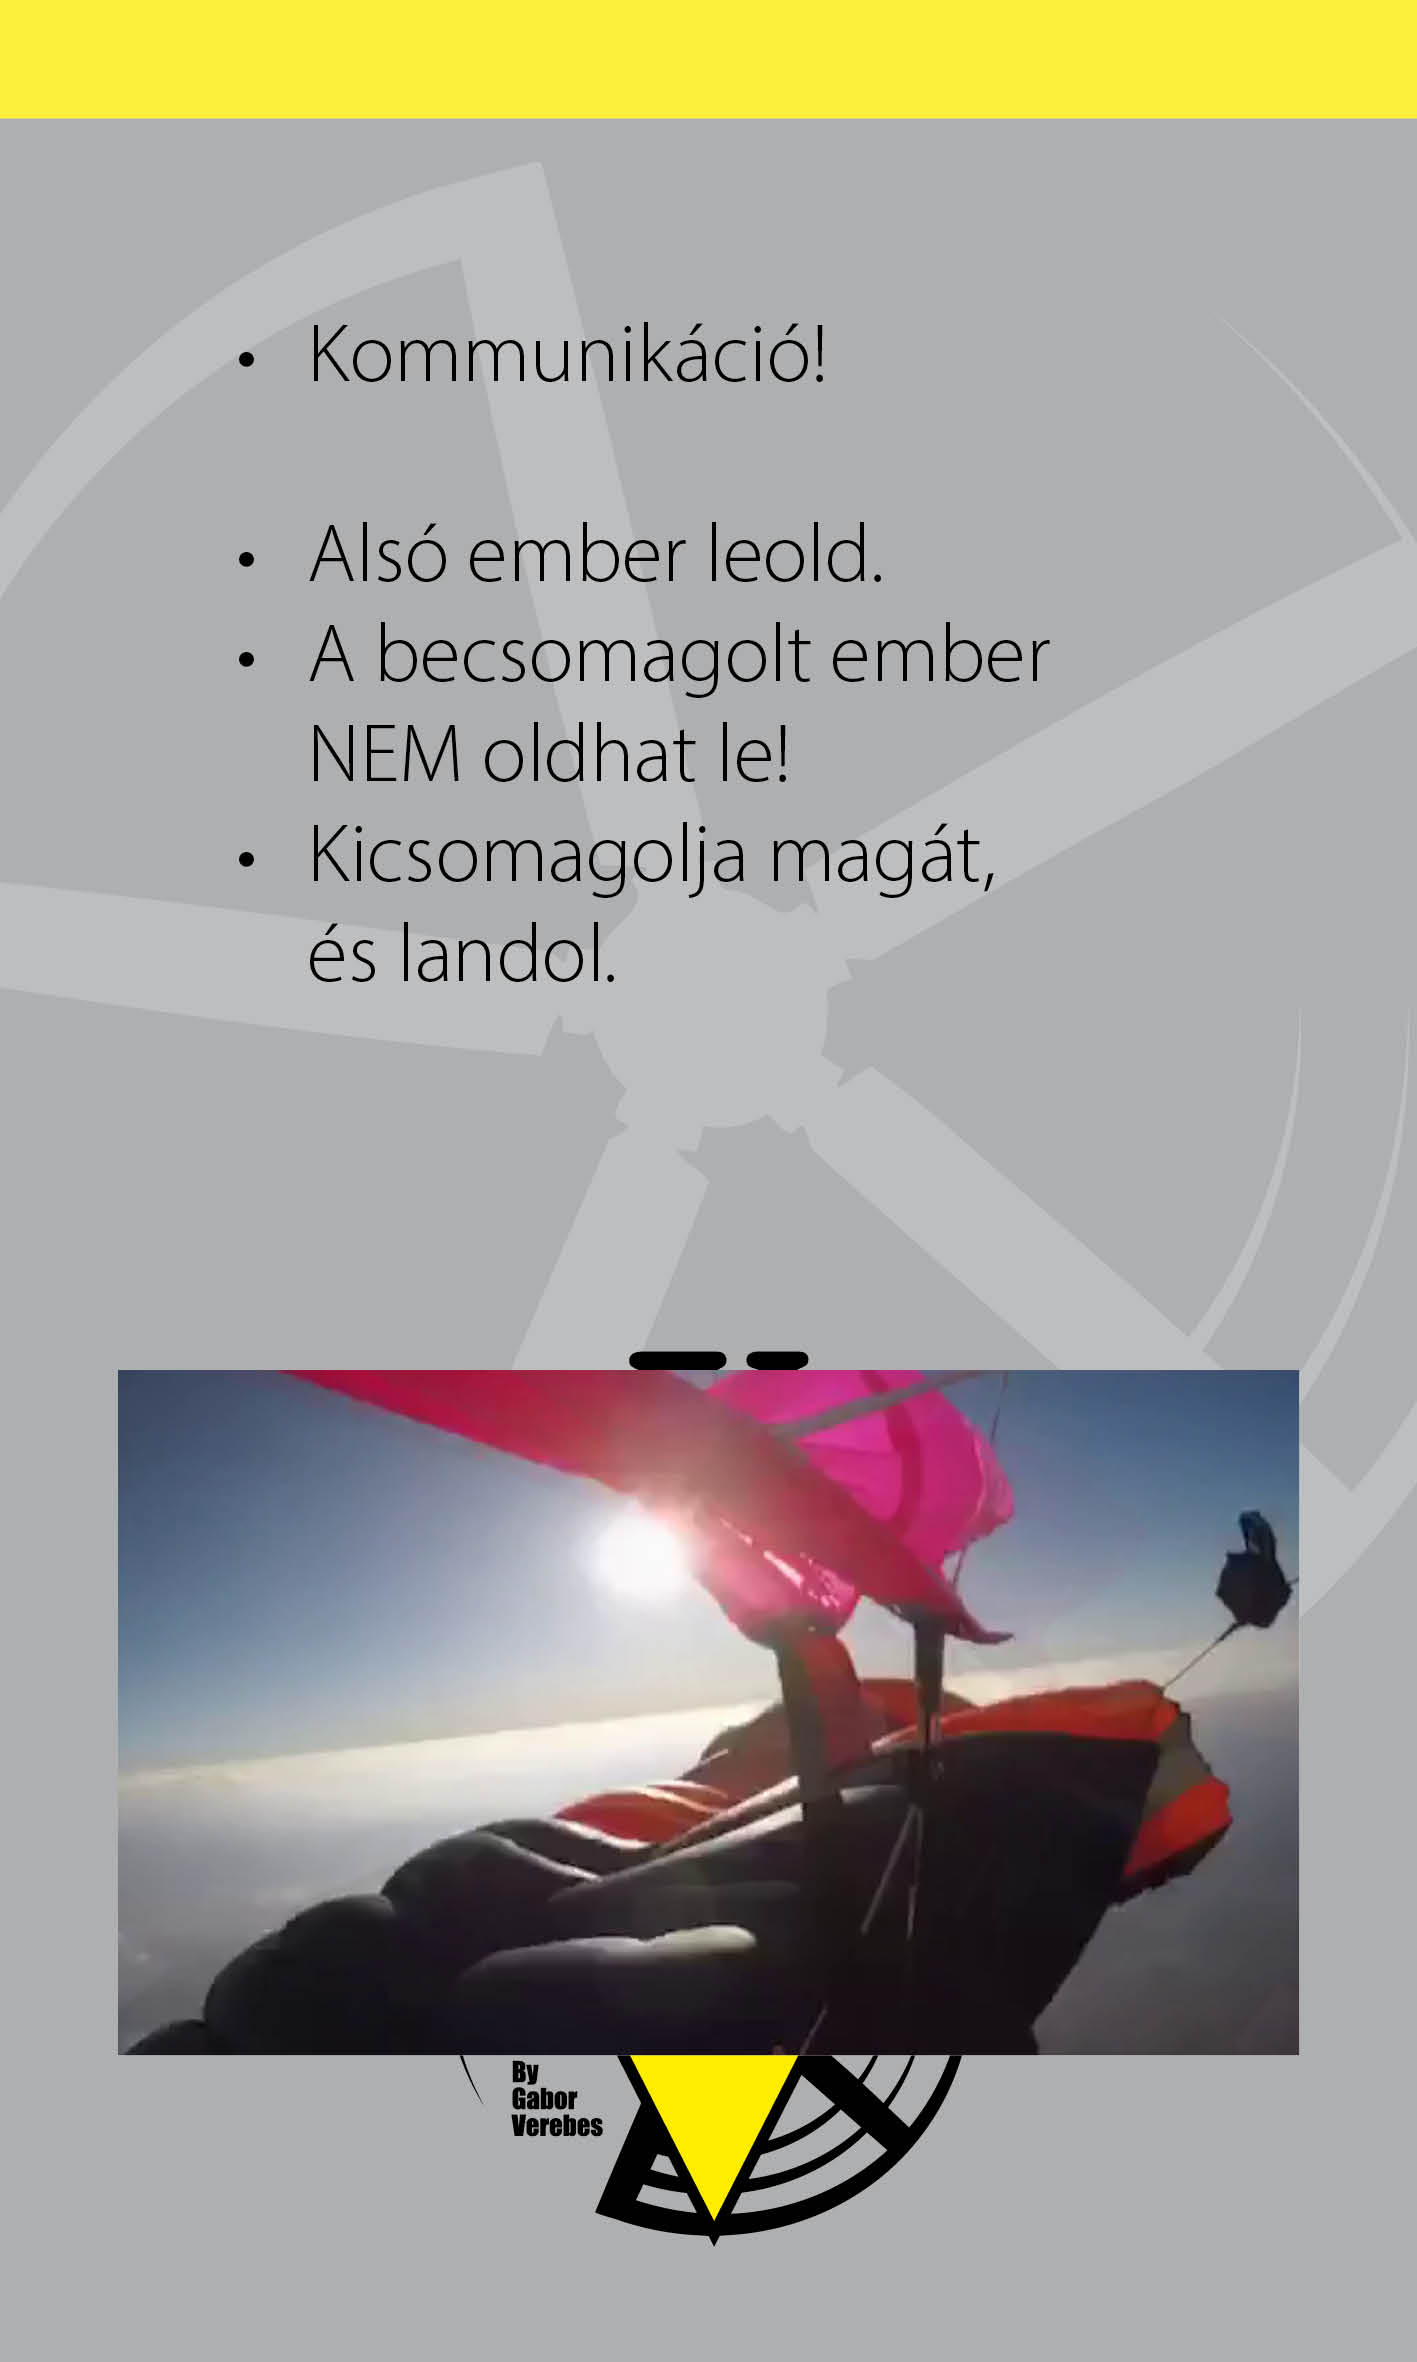 • Kommunikáció!
• Alsó ember leold.
• A becsomagolt ember
NEM oldhat le!
• Kicsomagolja magát,
és landol.
By
Gabor
Verebes